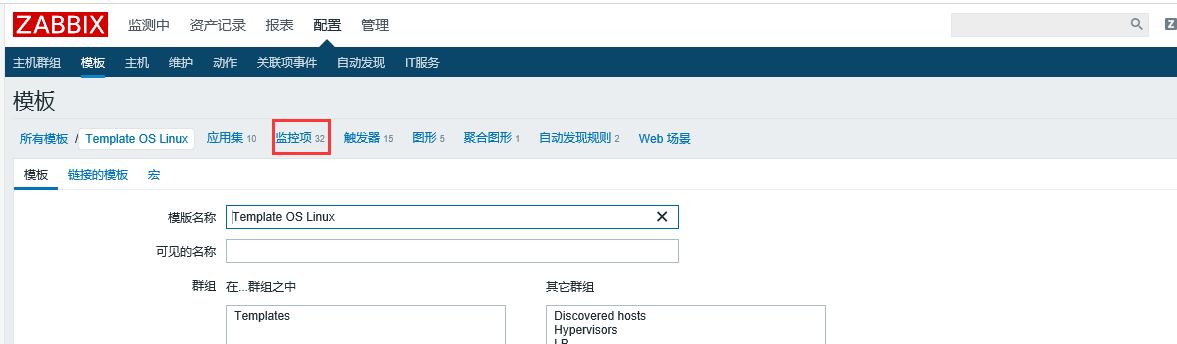 ZABBIX 监测中 资产记录 报表 配置 管理 Z
主机群组 模板 主机 维护 动作 关联项事件 自动发现 IT服务
模板
所有模板 / Template OS Linux 应用集 10 监控项 32 触发器 15 图形 5 聚合图形 1 自动发现规则 2 Web 场景
模板 链接的模板 宏
模版名称 Template OS Linux
可见的名称
群组 在...群组之中 其它群组
Templates Discovered hosts
Hypervisors
LB